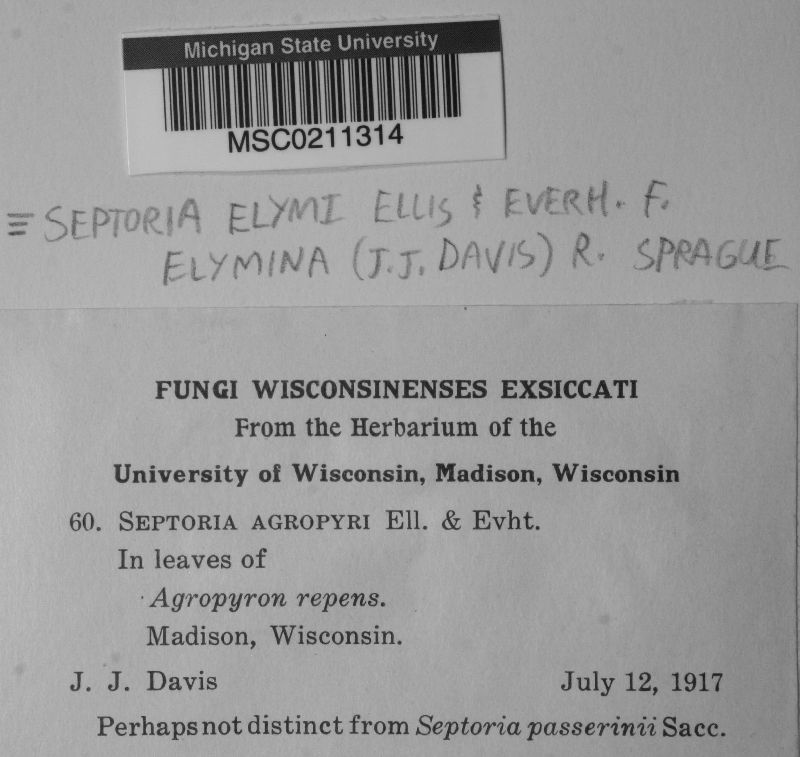 Michigan State University
MSC0211314
≡ SEPTORIA ELYMI ELLIS & EVERH. F.
ELYMINA (J.J. DAVIS) R. SPRAGUE
FUNGI WISCONSINENSES EXSICCATI
From the Herbarium of the
University of Wisconsin, Madison, Wisconsin
60. SEPTORIA AGROPYRI Ell. & Evht.
In leaves of
Agropyron repens.
Madison, Wisconsin.
J. J. Davis July 12, 1917
Perhaps not distinct from Septoria passerinii Sacc.